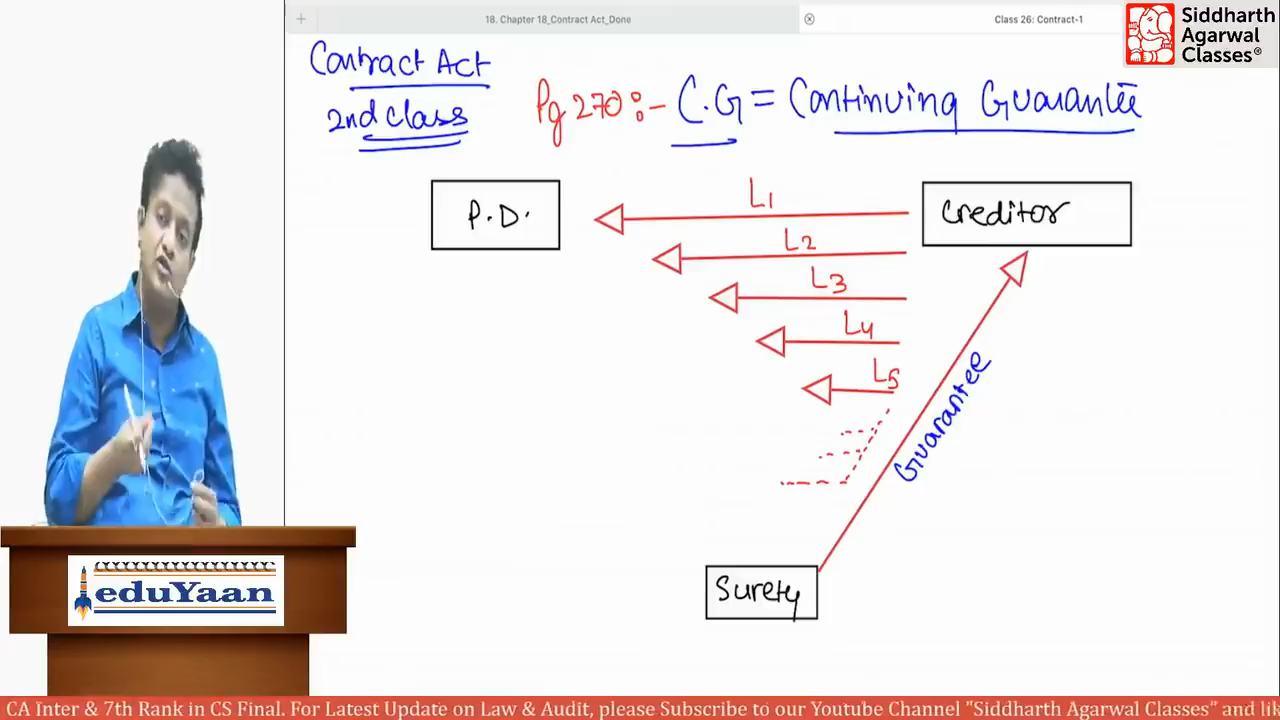 18. Chapter 18_Contract Act_Done
Class 26: Contract-1
Siddharth
Agarwal
Classes®
Contract Act
2nd class
Pg 270:- C.G = Continuing Guarantee
P.D.
Creditor
L1
L2
L3
L4
L5
Guarantee
Surety
eduYaan
CA Inter & 7th Rank in CS Final. For Latest Update on Law & Audit, please Subscribe to our Youtube Channel "Siddharth Agarwal Classes" and lik